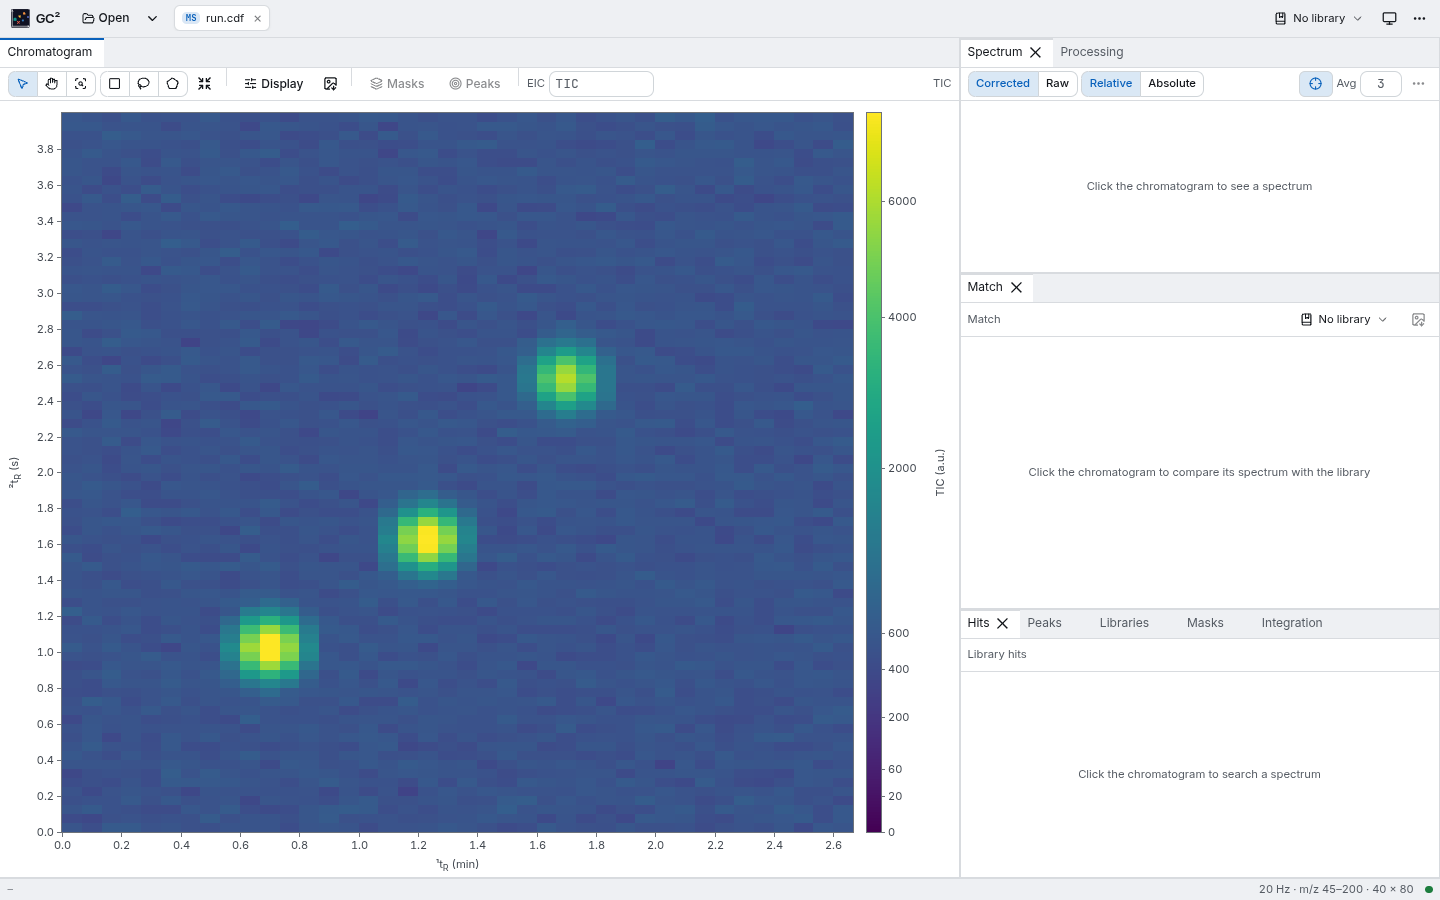 GC²
Open
MS run.cdf
No library
Chromatogram
Display
Masks
Peaks
EIC TIC
TIC
3.8
3.6
3.4
3.2
3.0
2.8
2.6
2.4
2.2
2.0
1.8
1.6
1.4
1.2
1.0
0.8
0.6
0.4
0.2
0.0
²tR (s)
0.0 0.2 0.4 0.6 0.8 1.0 1.2 1.4 1.6 1.8 2.0 2.2 2.4 2.6
¹tR (min)
6000
4000
2000
600
400
200
60
20
0
TIC (a.u.)
Spectrum
Processing
Corrected Raw Relative Absolute Avg 3
Click the chromatogram to see a spectrum
Match
Match
No library
Click the chromatogram to compare its spectrum with the library
Hits Peaks Libraries Masks Integration
Library hits
Click the chromatogram to search a spectrum
–
20 Hz · m/z 45–200 · 40 × 80